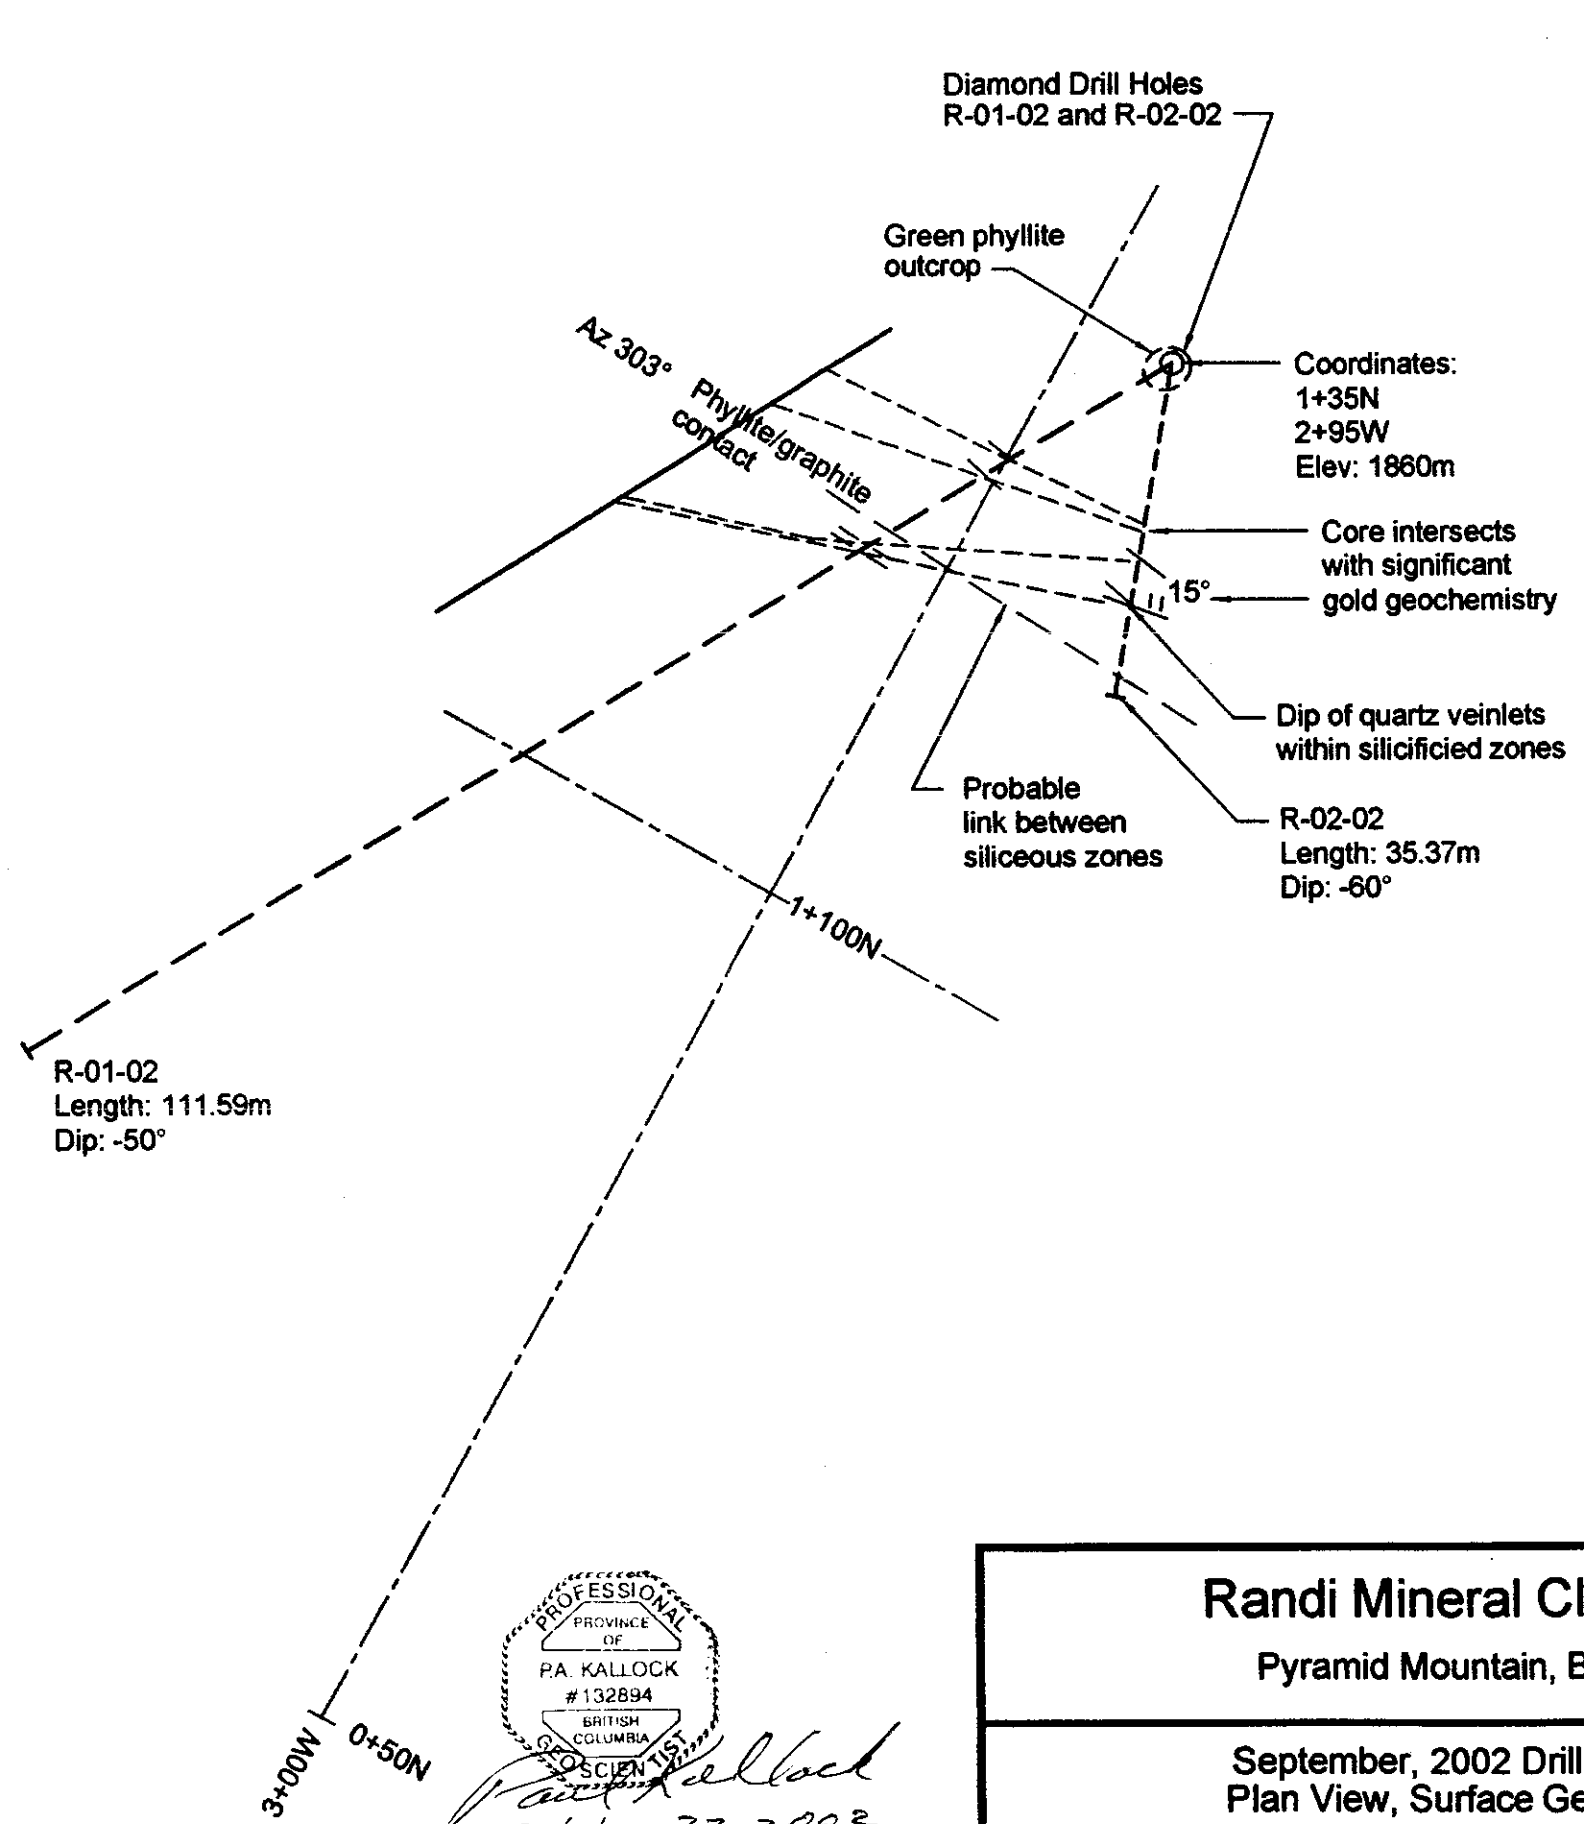 Diamond Drill Holes
R-01-02 and R-02-02
Green phyllite
outcrop
Az 303°
Phyllite/graphite
contact
Coordinates:
1+35N
2+95W
Elev: 1860m
Core intersects
with significant
gold geochemistry
15°
Dip of quartz veinlets
within silicificied zones
Probable
link between
siliceous zones
R-02-02
Length: 35.37m
Dip: -60°
1+100N
R-01-02
Length: 111.59m
Dip: -50°
3+00W
0+50N
PROFESSIONAL
PROVINCE
OF
P.A. KALLOCK
#132894
BRITISH
COLUMBIA
GEOSCIENTIST
Paul Kallock
Randi Mineral Cl
Pyramid Mountain, B
September, 2002 Drill
Plan View, Surface Ge